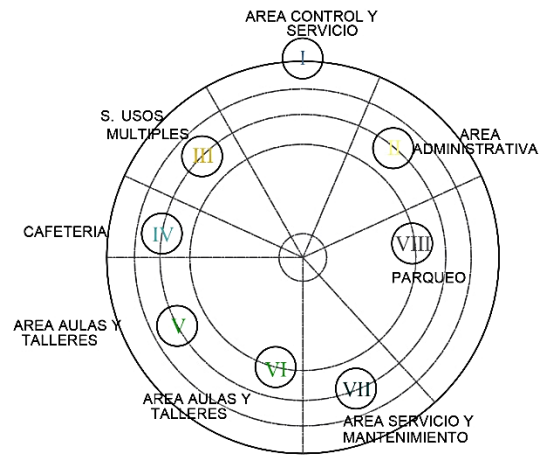 AREA CONTROL Y
SERVICIO
I
S. USOS
MULTIPLES
III
II
AREA
ADMINISTRATIVA
CAFETERIA
IV
VIII
PARQUEO
AREA AULAS Y
TALLERES
V
VI
AREA AULAS Y
TALLERES
VII
AREA SERVICIO Y
MANTENIMIENTO